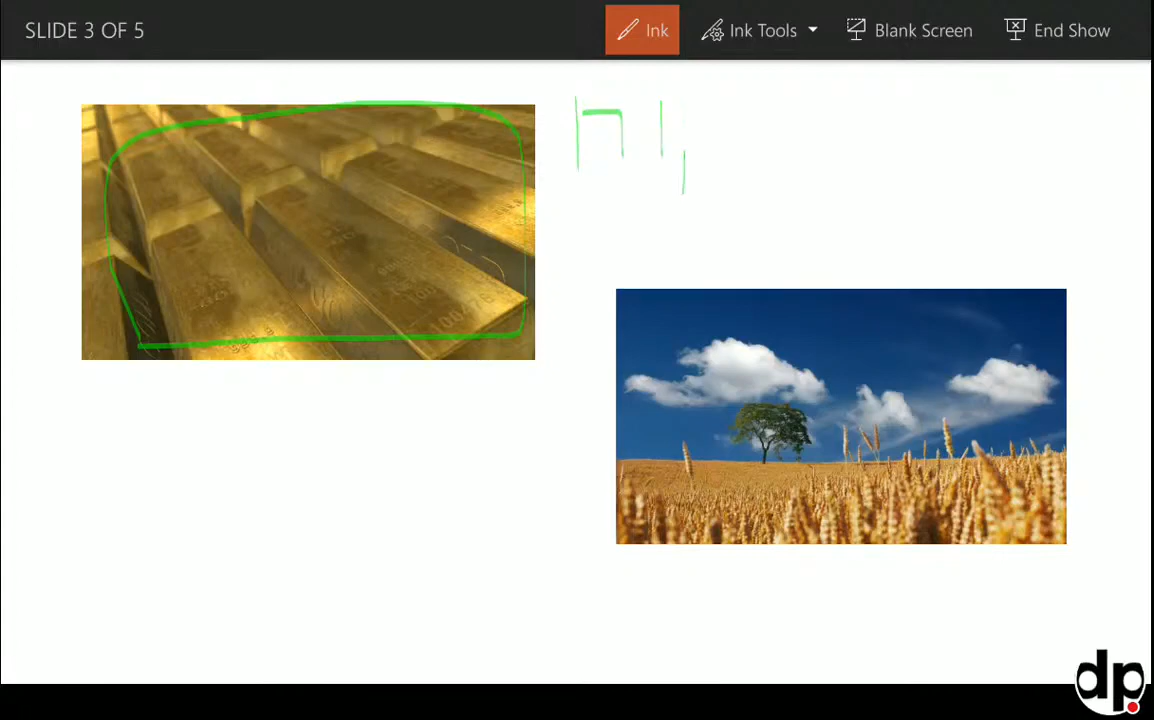 SLIDE 3 OF 5
Ink
Ink Tools
Blank Screen
End Show
dp